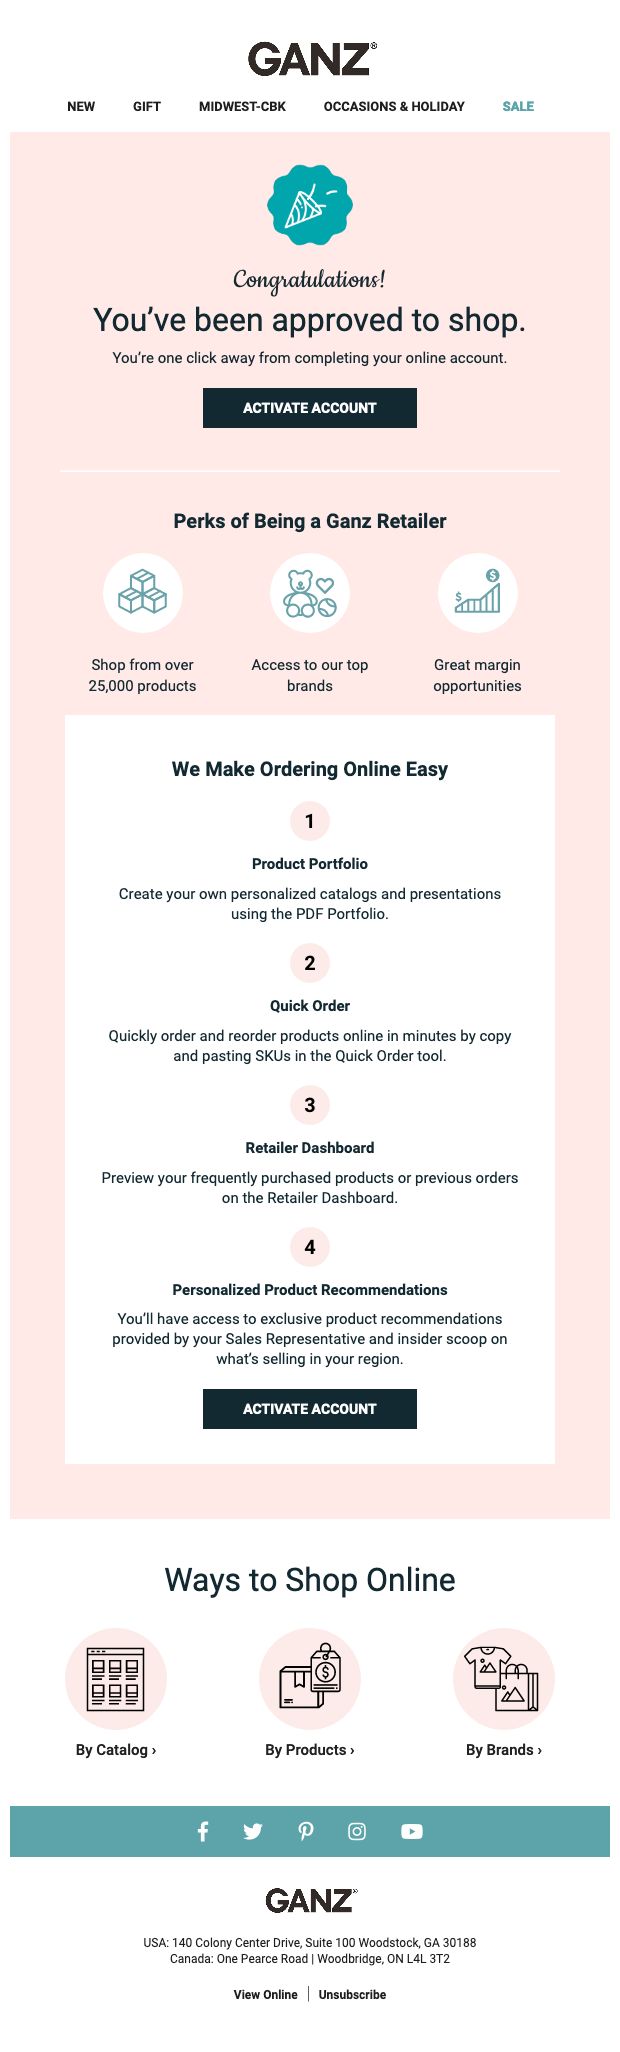 GANZ®
NEW GIFT MIDWEST-CBK OCCASIONS & HOLIDAY SALE
Congratulations!
You’ve been approved to shop.
You’re one click away from completing your online account.
ACTIVATE ACCOUNT
Perks of Being a Ganz Retailer
$ $
Shop from over
25,000 products
Access to our top
brands
Great margin
opportunities
We Make Ordering Online Easy
1
Product Portfolio
Create your own personalized catalogs and presentations
using the PDF Portfolio.
2
Quick Order
Quickly order and reorder products online in minutes by copy
and pasting SKUs in the Quick Order tool.
3
Retailer Dashboard
Preview your frequently purchased products or previous orders
on the Retailer Dashboard.
4
Personalized Product Recommendations
You’ll have access to exclusive product recommendations
provided by your Sales Representative and insider scoop on
what’s selling in your region.
ACTIVATE ACCOUNT
Ways to Shop Online
$
By Catalog ›
By Products ›
By Brands ›
GANZ®
USA: 140 Colony Center Drive, Suite 100 Woodstock, GA 30188
Canada: One Pearce Road | Woodbridge, ON L4L 3T2
View Online | Unsubscribe